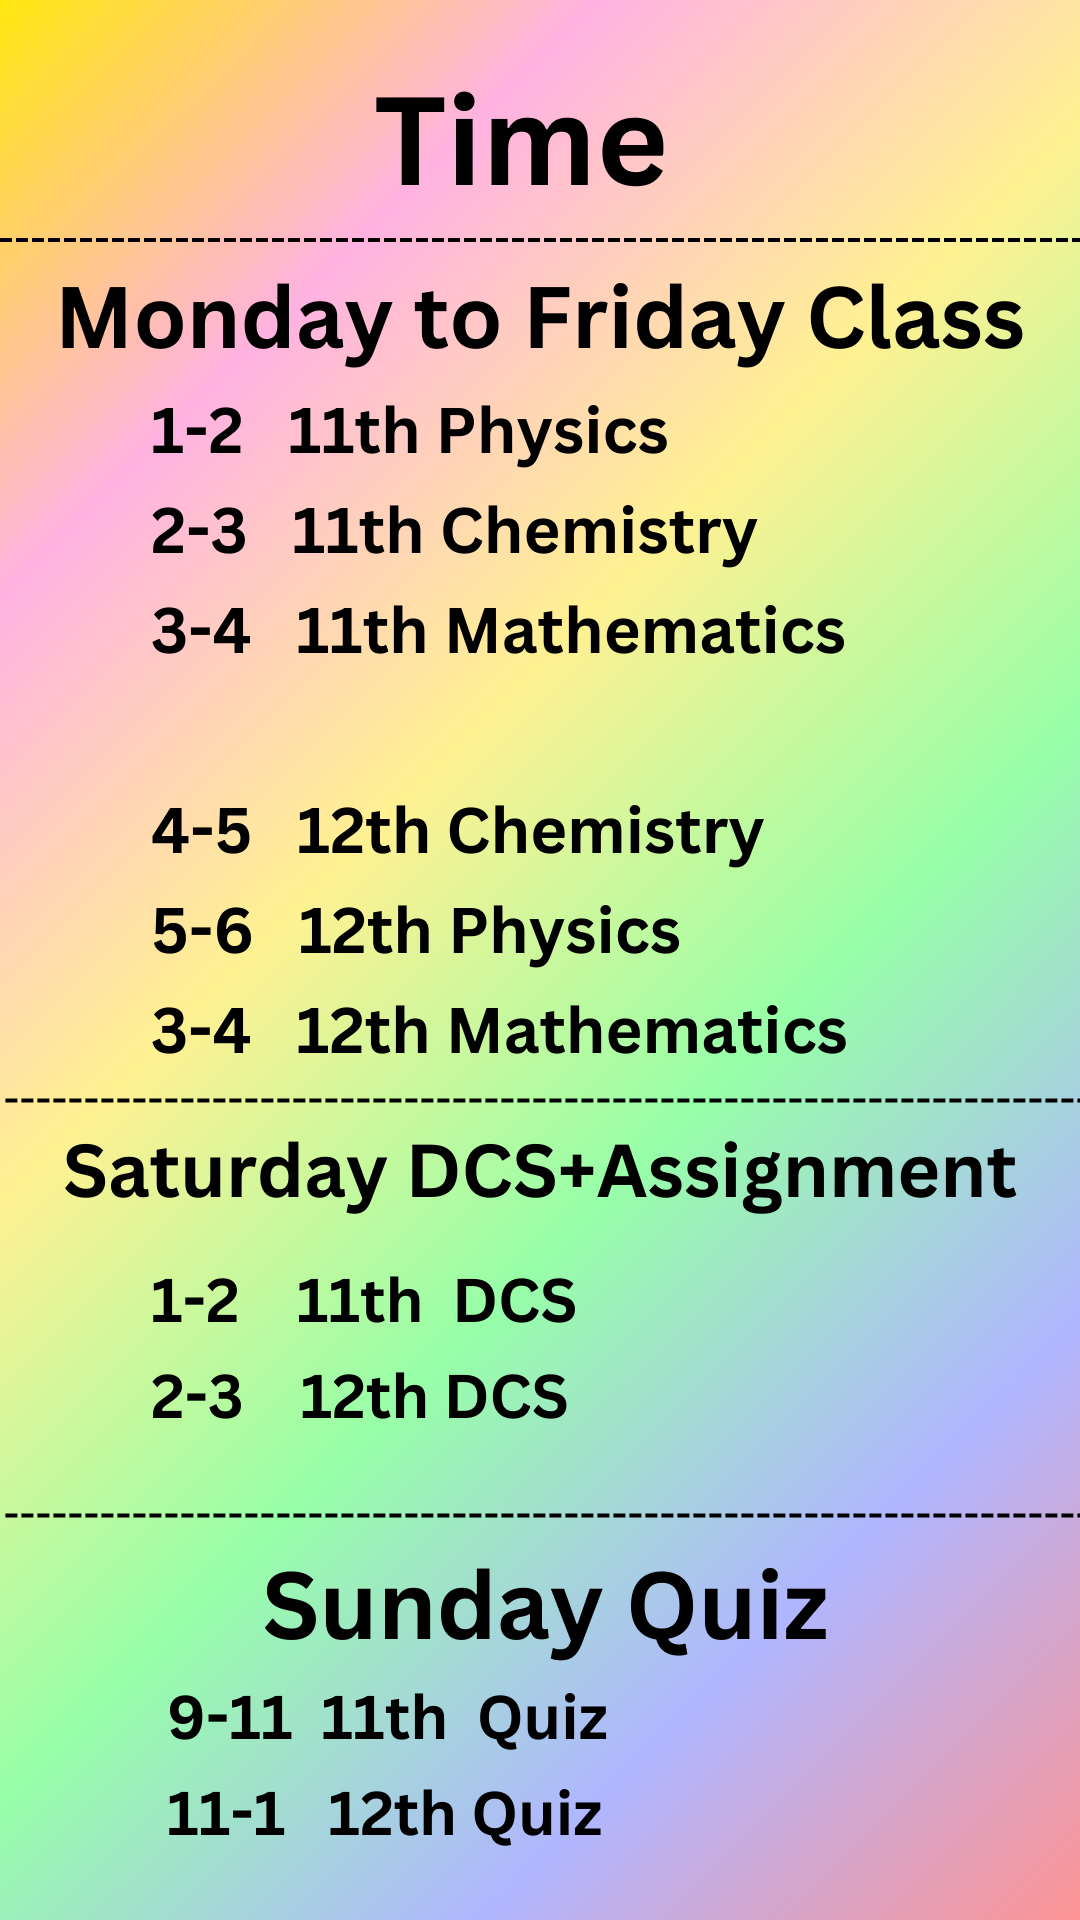 Time
Monday to Friday Class
1-2 11th Physics
2-3 11th Chemistry
3-4 11th Mathematics
4-5 12th Chemistry
5-6 12th Physics
3-4 12th Mathematics
Saturday DCS+Assignment
1-2 11th DCS
2-3 12th DCS
Sunday Quiz
9-11 11th Quiz
11-1 12th Quiz